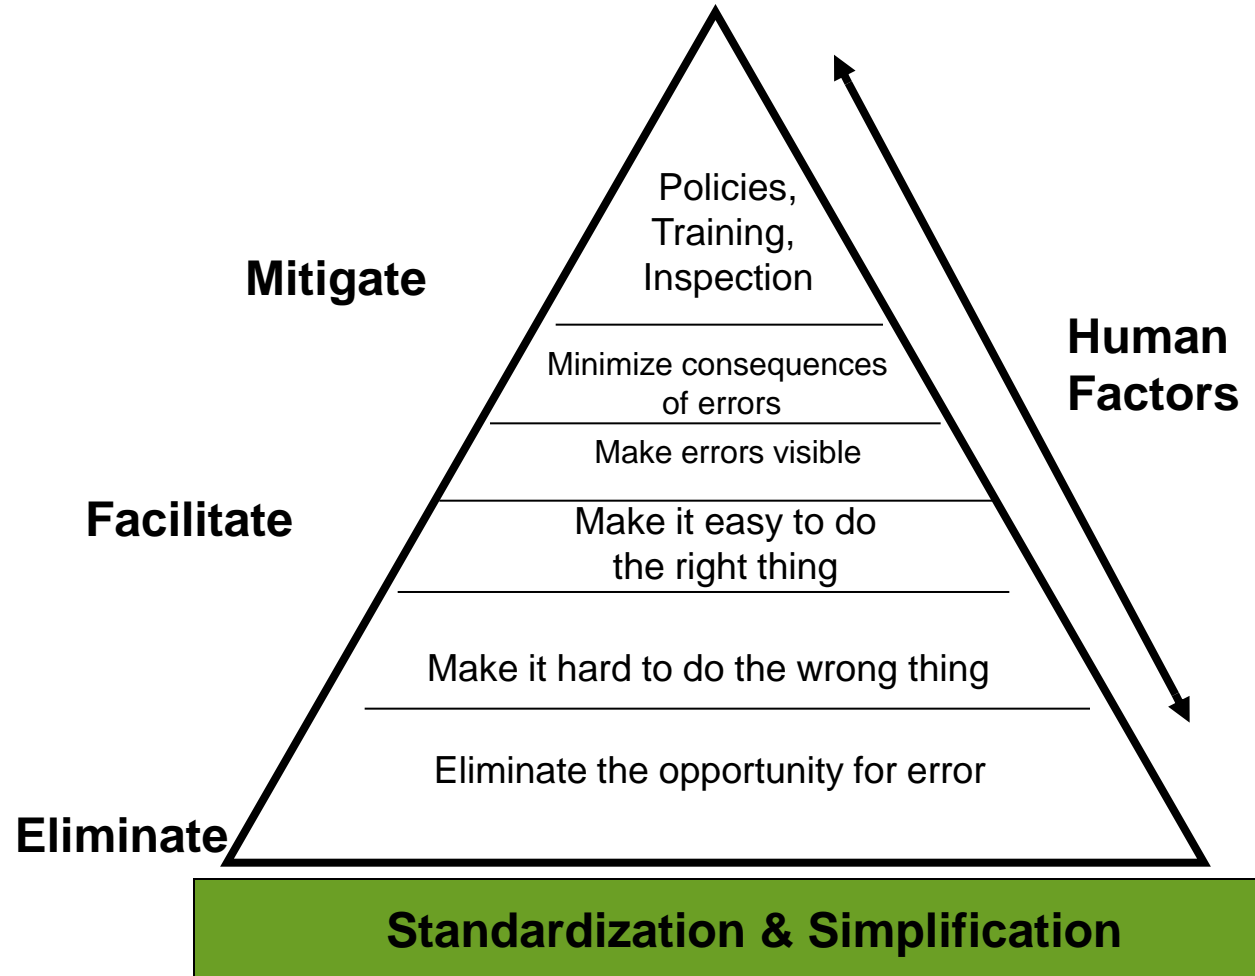 Policies,
Training,
Inspection
Mitigate
Human
Factors
Minimize consequences
of errors
Make errors visible
Facilitate
Make it easy to do
the right thing
Make it hard to do the wrong thing
Eliminate the opportunity for error
Eliminate
Standardization & Simplification